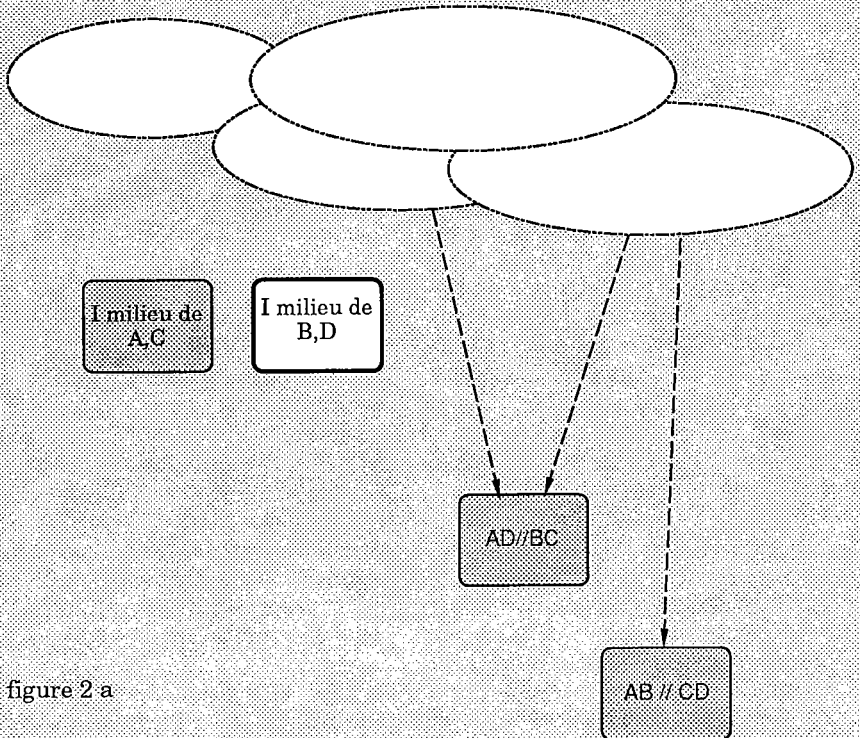 I milieu de
A,C
I milieu de
B,D
AD//BC
AB // CD
figure 2 a